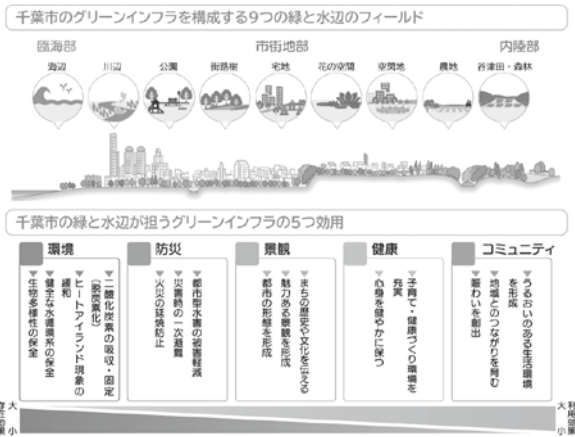 千葉市のグリーンインフラを構成する9つの緑と水辺のフィールド
臨海部
市街地部
内陸部
海辺
川辺
公園
街路樹
宅地
花の空間
空閑地
農地
谷津田・森林
千葉市の緑と水辺が担うグリーンインフラの5つ効用
環境
▼二酸化炭素の吸収・固定
(脱炭素化)
▼ヒートアイランド現象の
緩和
▼健全な水循環系の保全
▼生物多様性の保全
防災
▼都市型水害の被害軽減
▼災害時の一次避難
▼火災の延焼防止
景観
▼まちの歴史や文化を伝える
▼魅力ある景観を形成
▼都市の形態を形成
健康
▼子育て・健康づくり環境を
充実
▼心身を健やかに保つ
コミュニティ
▼うるおいのある生活環境
を形成
▼地域とのつながりを育む
▼賑わいを創出
存在効果
大
小
利用効果
大
小